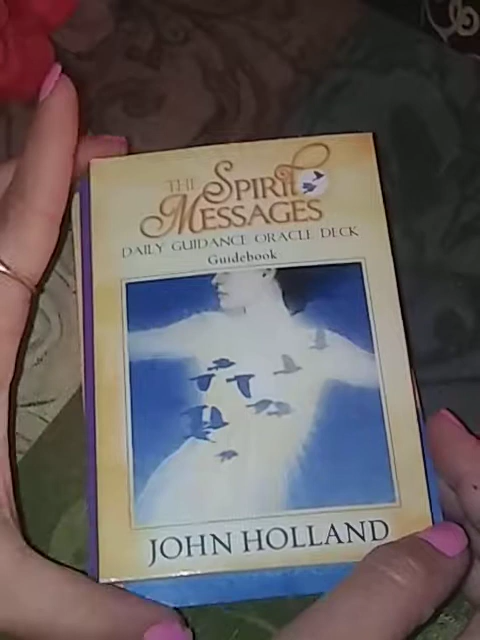 THE SPIRIT
MESSAGES
DAILY GUIDANCE ORACLE DECK
Guidebook
JOHN HOLLAND